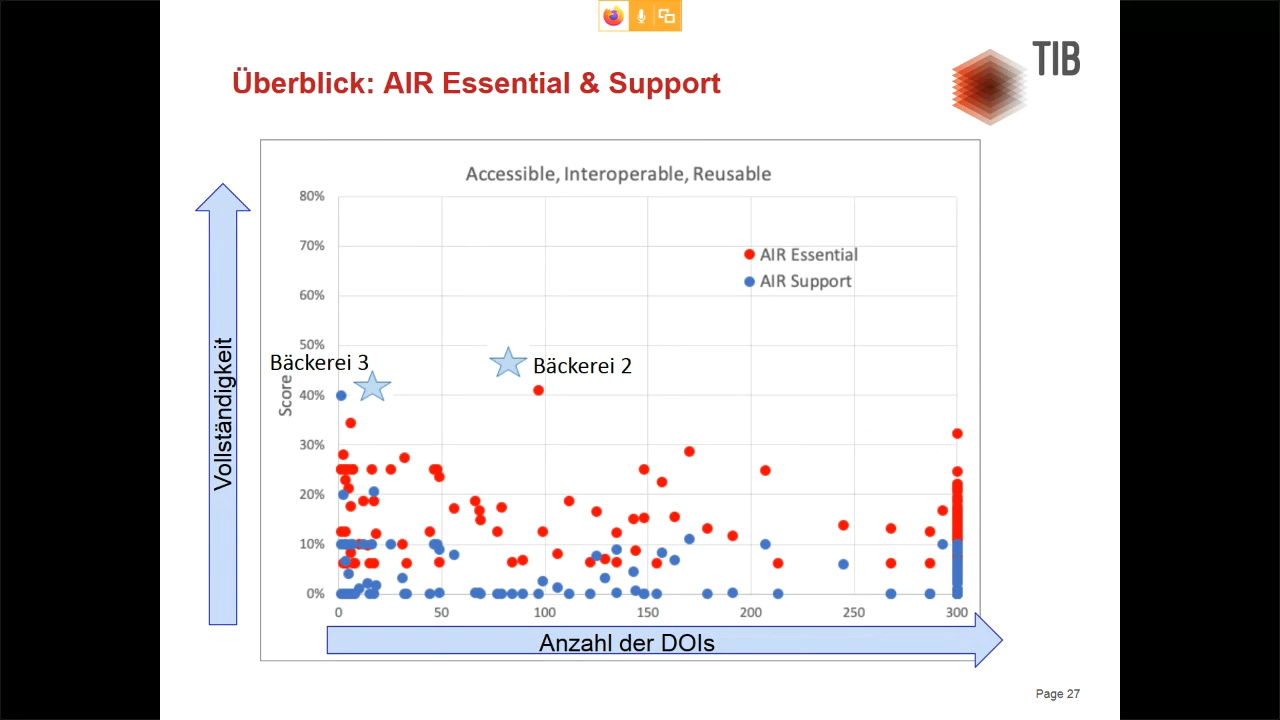 TIB
Überblick: AIR Essential & Support
Accessible, Interoperable, Reusable
80%
70%
60%
50%
40%
30%
20%
10%
0%
AIR Essential
AIR Support
Bäckerei 3
Bäckerei 2
Score
Vollständigkeit
0 50 100 150 200 250 300
Anzahl der DOIs
Page 27